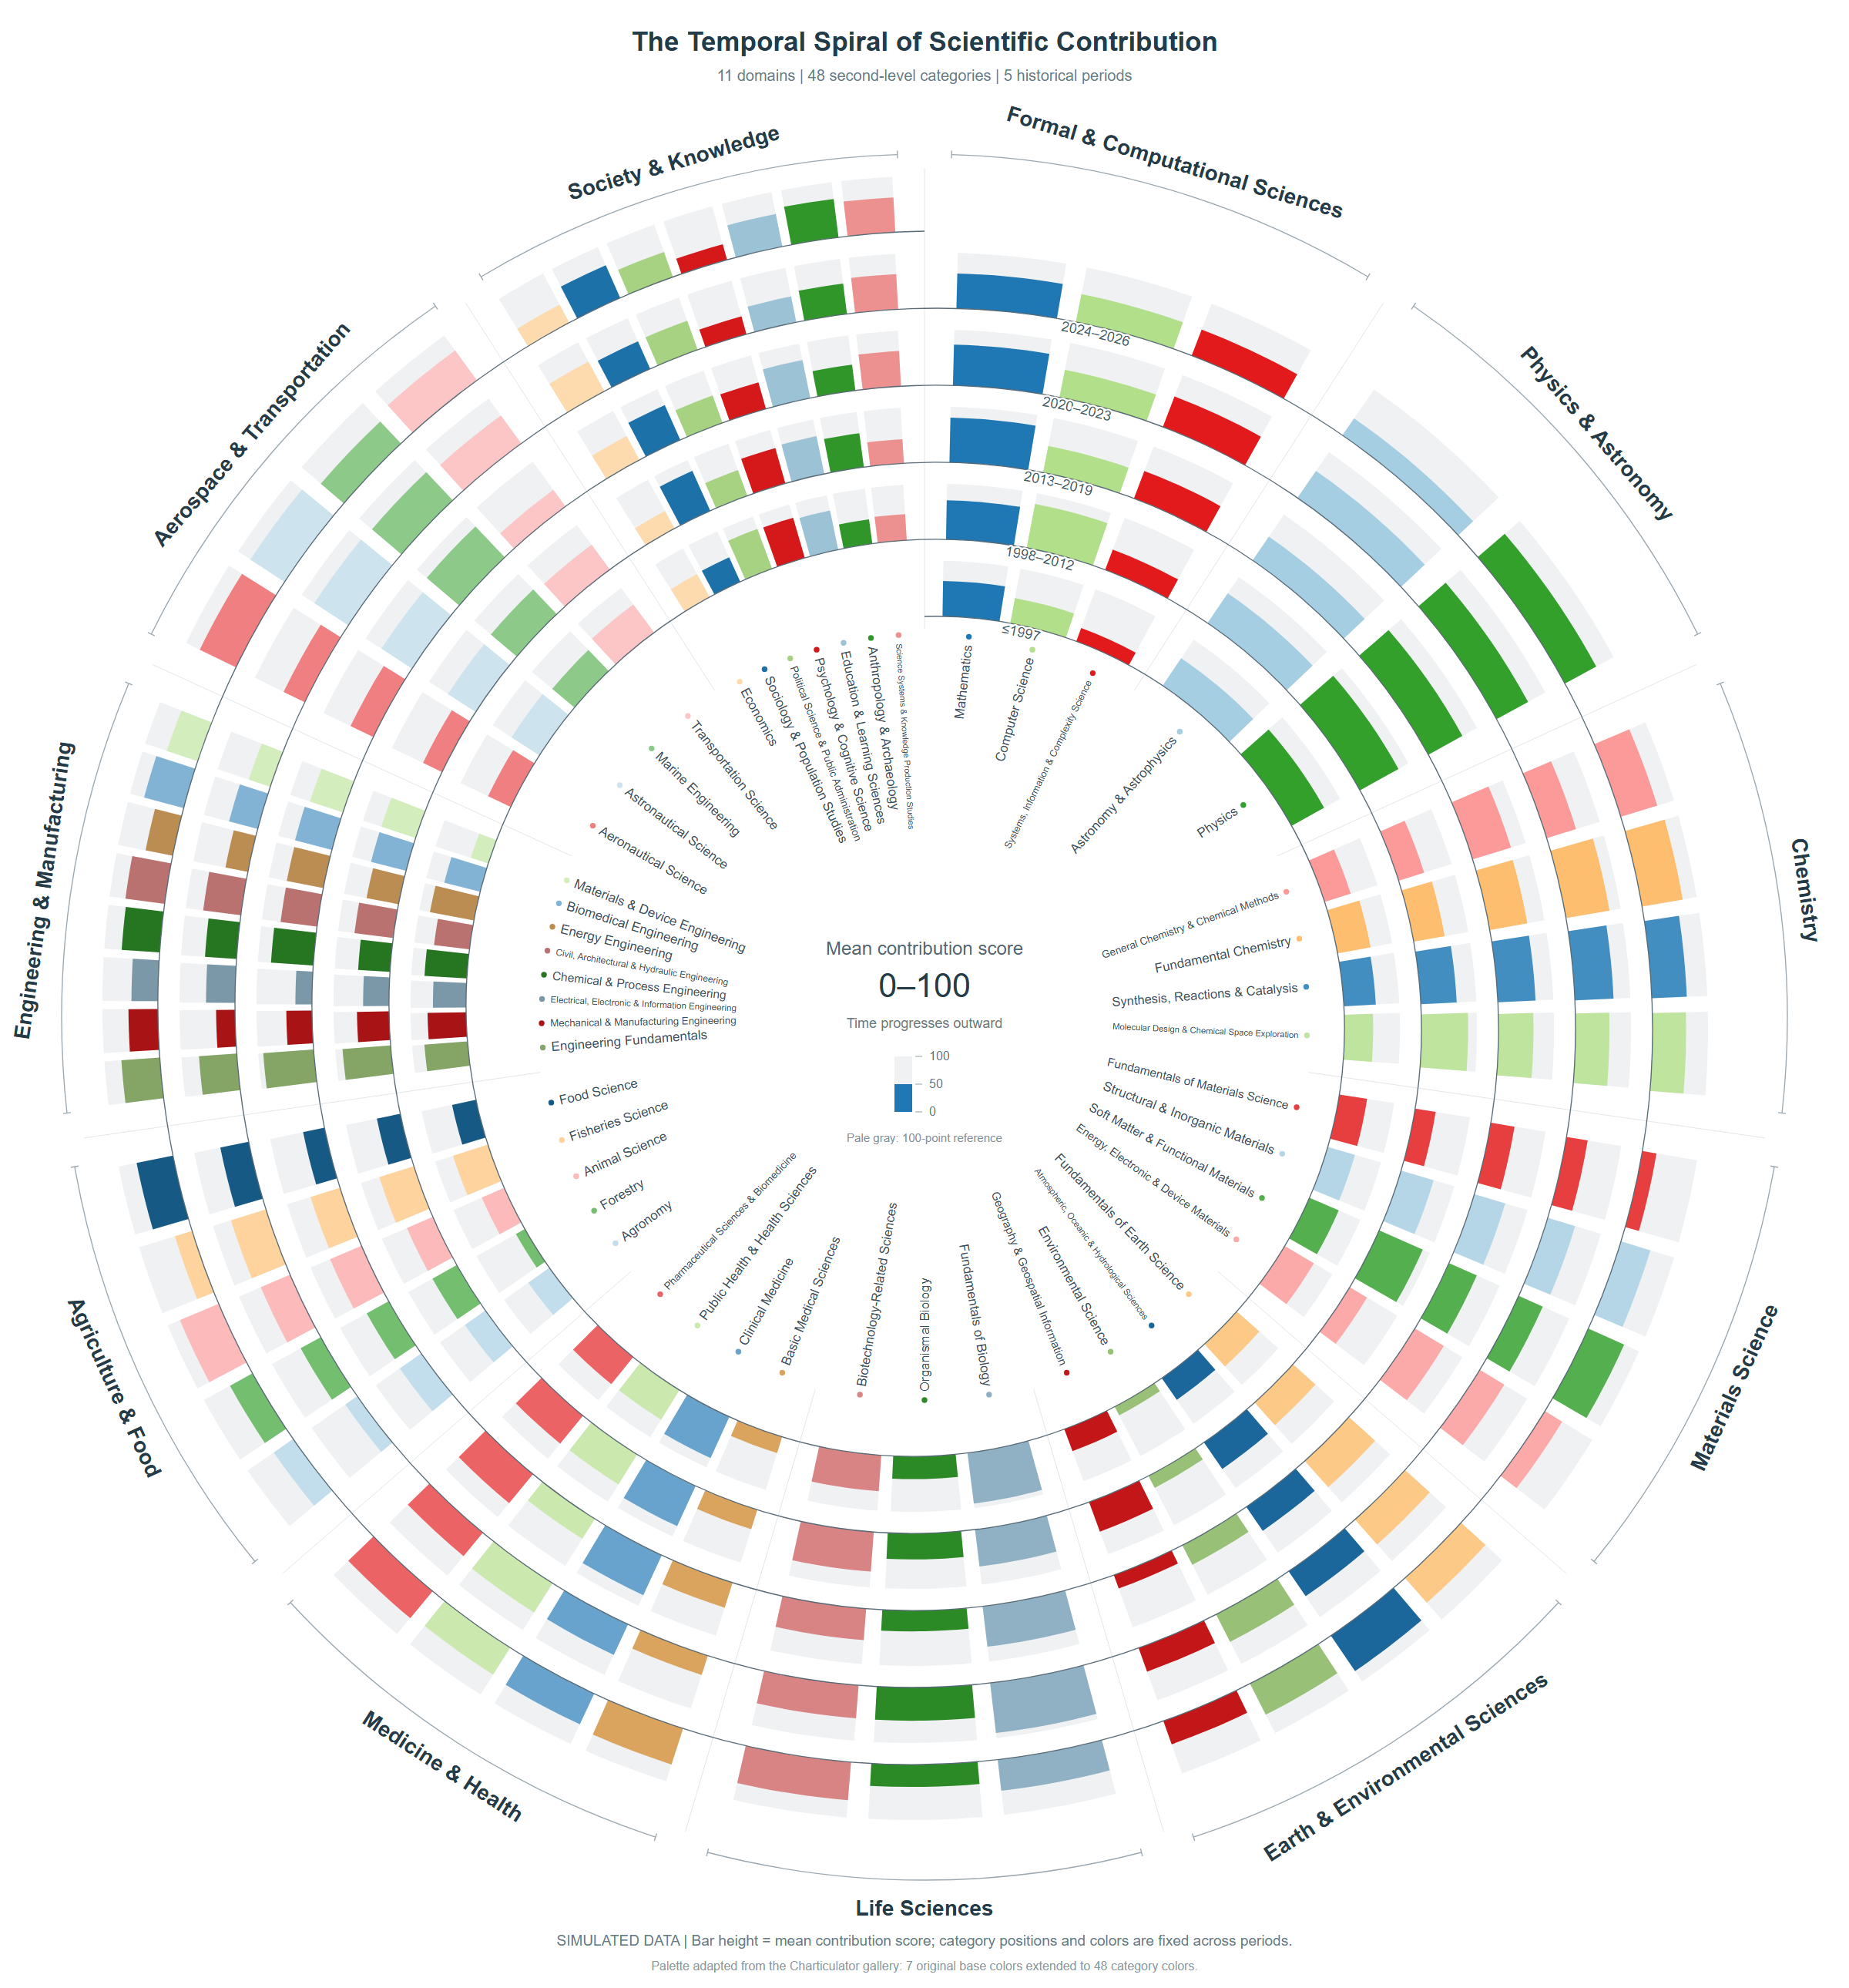 The Temporal Spiral of Scientific Contribution
11 domains | 48 second-level categories | 5 historical periods
Formal & Computational Sciences
Physics & Astronomy
Chemistry
Materials Science
Earth & Environmental Sciences
Life Sciences
Medicine & Health
Agriculture & Food
Engineering & Manufacturing
Aerospace & Transportation
Society & Knowledge
2024–2026
2020–2023
2013–2019
1998–2012
≤1997
Mathematics
Computer Science
Systems, Information & Complexity Science
Astronomy & Astrophysics
Physics
General Chemistry & Chemical Methods
Fundamental Chemistry
Synthesis, Reactions & Catalysis
Molecular Design & Chemical Space Exploration
Fundamentals of Materials Science
Structural & Inorganic Materials
Soft Matter & Functional Materials
Energy, Electronic & Device Materials
Fundamentals of Earth Science
Atmospheric, Oceanic & Hydrological Sciences
Environmental Science
Geography & Geospatial Information
Fundamentals of Biology
Organismal Biology
Biotechnology-Related Sciences
Basic Medical Sciences
Clinical Medicine
Public Health & Health Sciences
Pharmaceutical Sciences & Biomedicine
Agronomy
Forestry
Animal Science
Fisheries Science
Food Science
Engineering Fundamentals
Mechanical & Manufacturing Engineering
Electrical, Electronic & Information Engineering
Chemical & Process Engineering
Civil, Architectural & Hydraulic Engineering
Energy Engineering
Biomedical Engineering
Materials & Device Engineering
Aeronautical Science
Astronautical Science
Marine Engineering
Transportation Science
Economics
Sociology & Population Studies
Political Science & Public Administration
Psychology & Cognitive Science
Education & Learning Sciences
Anthropology & Archaeology
Science Systems & Knowledge Production Studies
Mean contribution score
0–100
Time progresses outward
100
50
0
Pale gray: 100-point reference
SIMULATED DATA | Bar height = mean contribution score; category positions and colors are fixed across periods.
Palette adapted from the Charticulator gallery: 7 original base colors extended to 48 category colors.